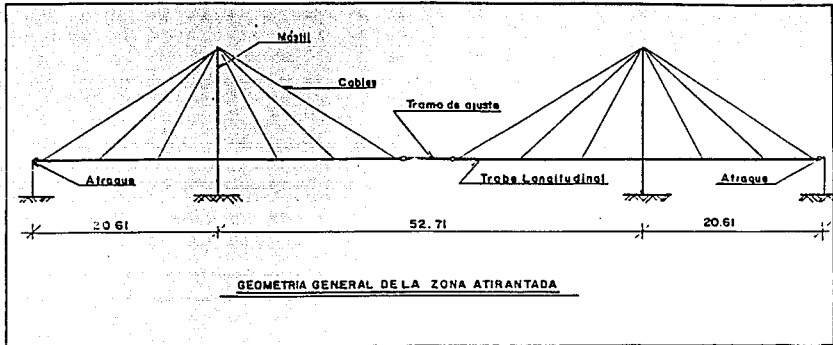 Mástil
Cables
Tramo de ajuste
Atraque
Trabe Longitudinal
Atraque
20.61
52.71
20.61
GEOMETRIA GENERAL DE LA ZONA ATIRANTADA